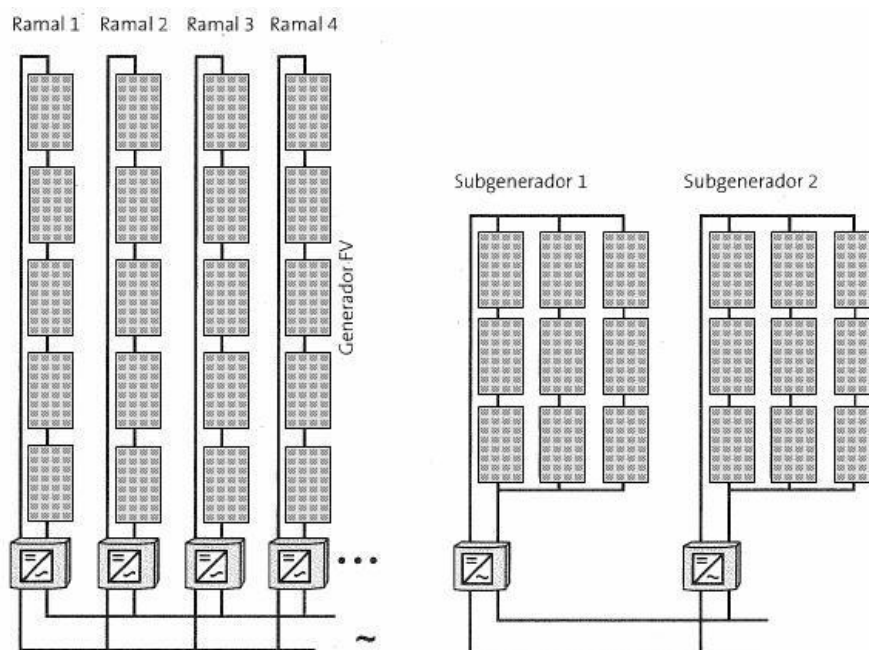 Ramal 1 Ramal 2 Ramal 3 Ramal 4
Generador FV
Subgenerador 1 Subgenerador 2
~